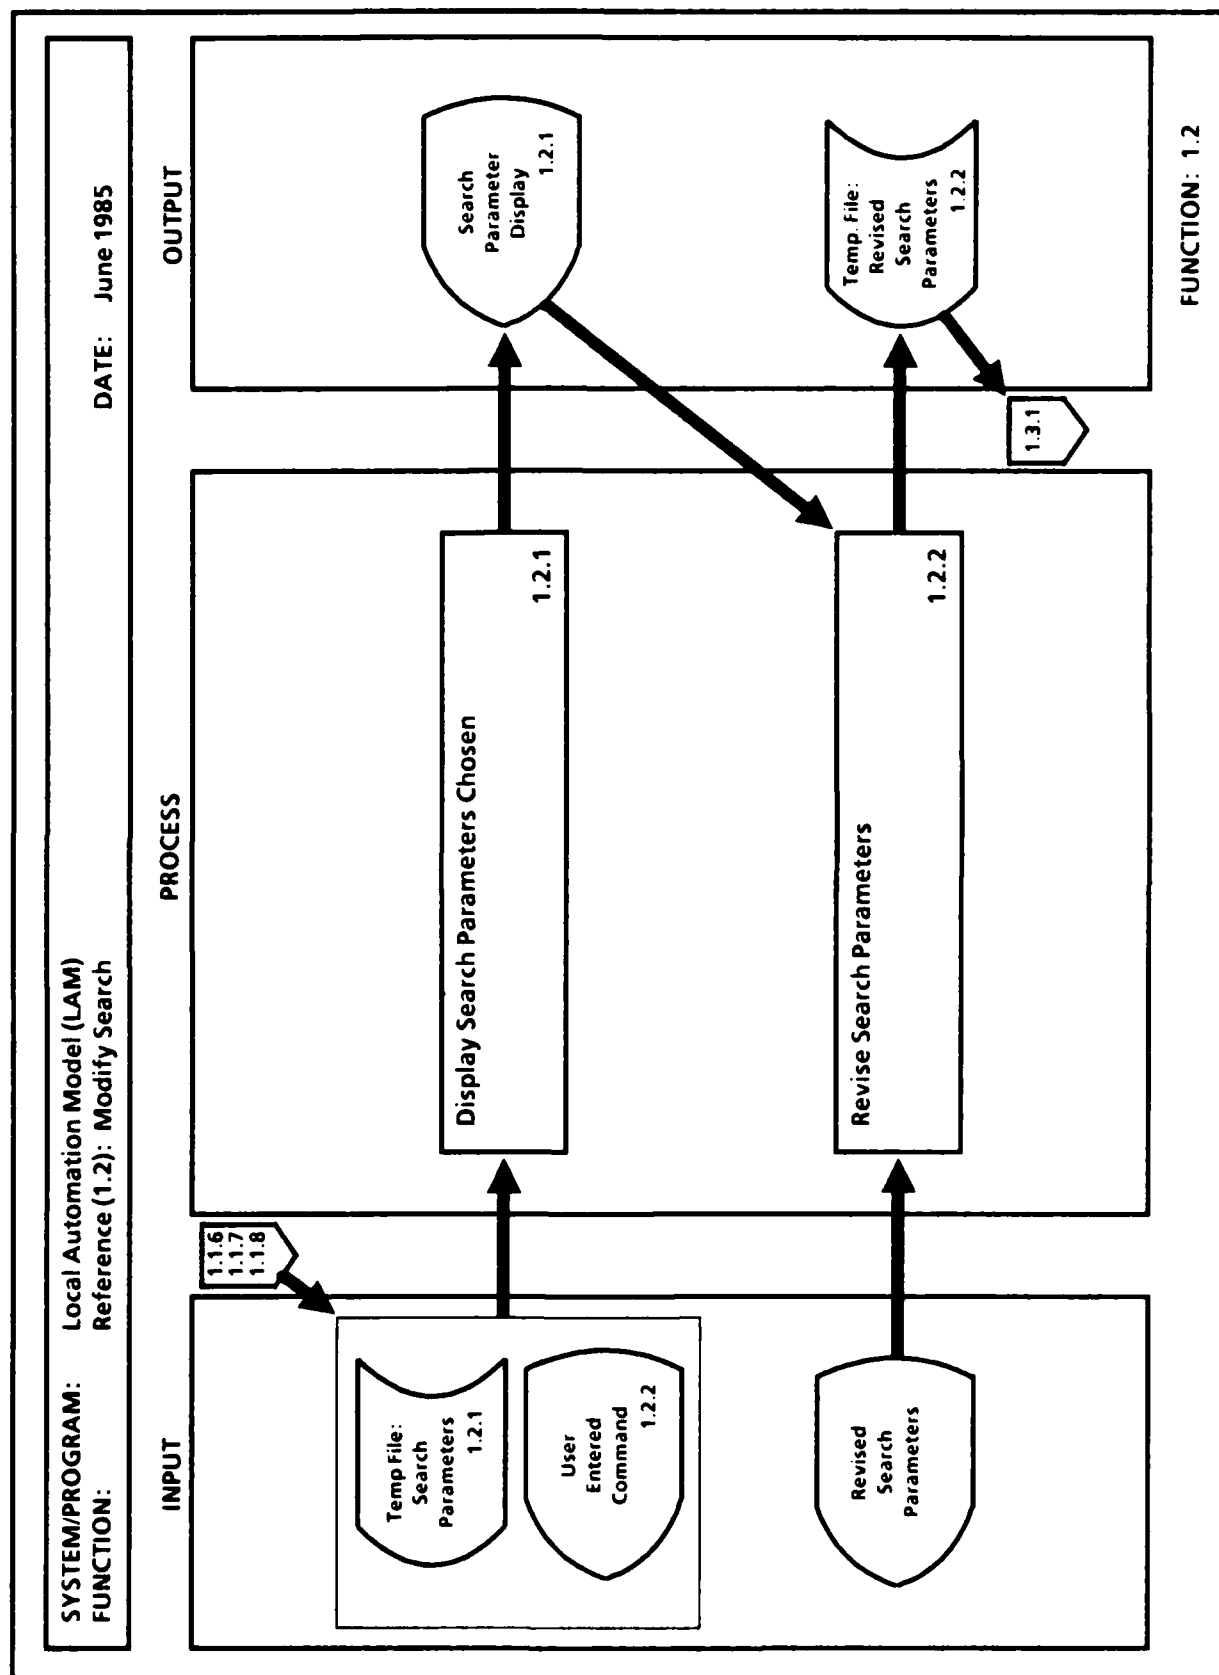 SYSTEM/PROGRAM: Local Automation Model (LAM) DATE: June 1985
FUNCTION: Reference (1.2): Modify Search
INPUT
PROCESS
OUTPUT
1.1.6
1.1.7
1.1.8
Temp File:
Search
Parameters
1.2.1
User
Entered
Command
1.2.2
Display Search Parameters Chosen
1.2.1
Search
Parameter
Display
1.2.1
Revised
Search
Parameters
Revise Search Parameters
1.2.2
Temp. File:
Revised
Search
Parameters
1.2.2
1.3.1
FUNCTION: 1.2